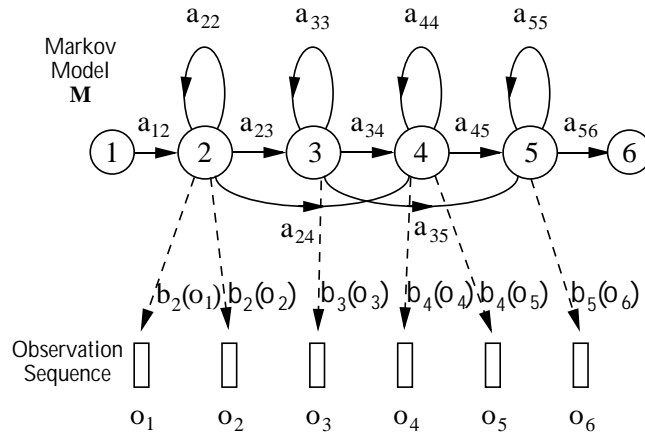 a22 a33 a44 a55
Markov
Model
M
a12 a23 a34 a45 a56
1 2 3 4 5 6
a24 a35
b2(o1) b2(o2) b3(o3) b4(o4) b4(o5) b5(o6)
Observation
Sequence
o1 o2 o3 o4 o5 o6